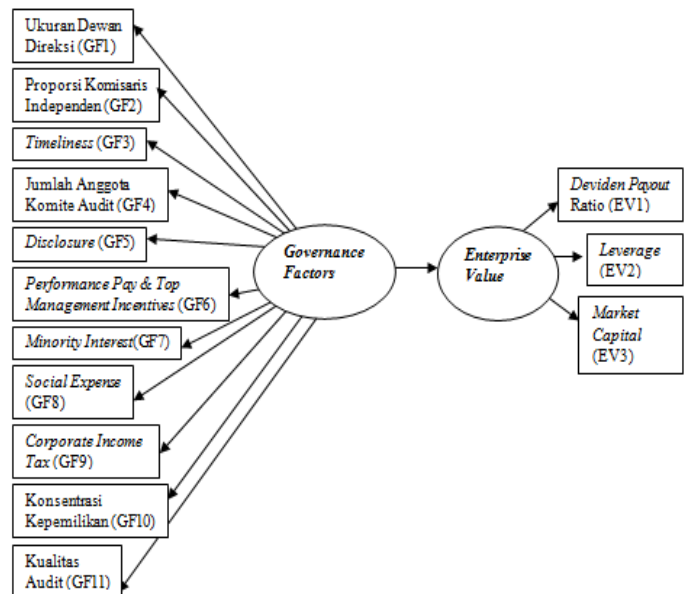 Ukuran Dewan
Direksi (GF1)
Proporsi Komisaris
Independen (GF2)
Timeliness (GF3)
Jumlah Anggota
Komite Audit (GF4)
Disclosure (GF5)
Performance Pay & Top
Management Incentives (GF6)
Minority Interest(GF7)
Social Expense
(GF8)
Corporate Income
Tax (GF9)
Konsentrasi
Kepemilikan (GF10)
Kualitas
Audit (GF11)
Governance
Factors
Enterprise
Value
Deviden Payout
Ratio (EV1)
Leverage
(EV2)
Market
Capital
(EV3)